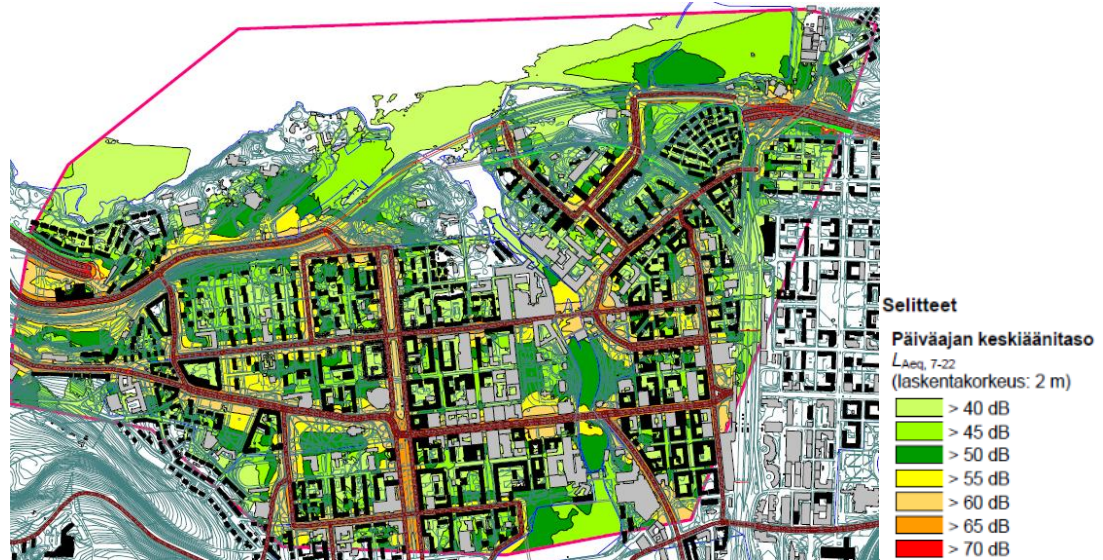 Selitteet
Päiväajan keskiäänitaso
LAeq, 7-22
(laskentakorkeus: 2 m)
> 40 dB
> 45 dB
> 50 dB
> 55 dB
> 60 dB
> 65 dB
> 70 dB